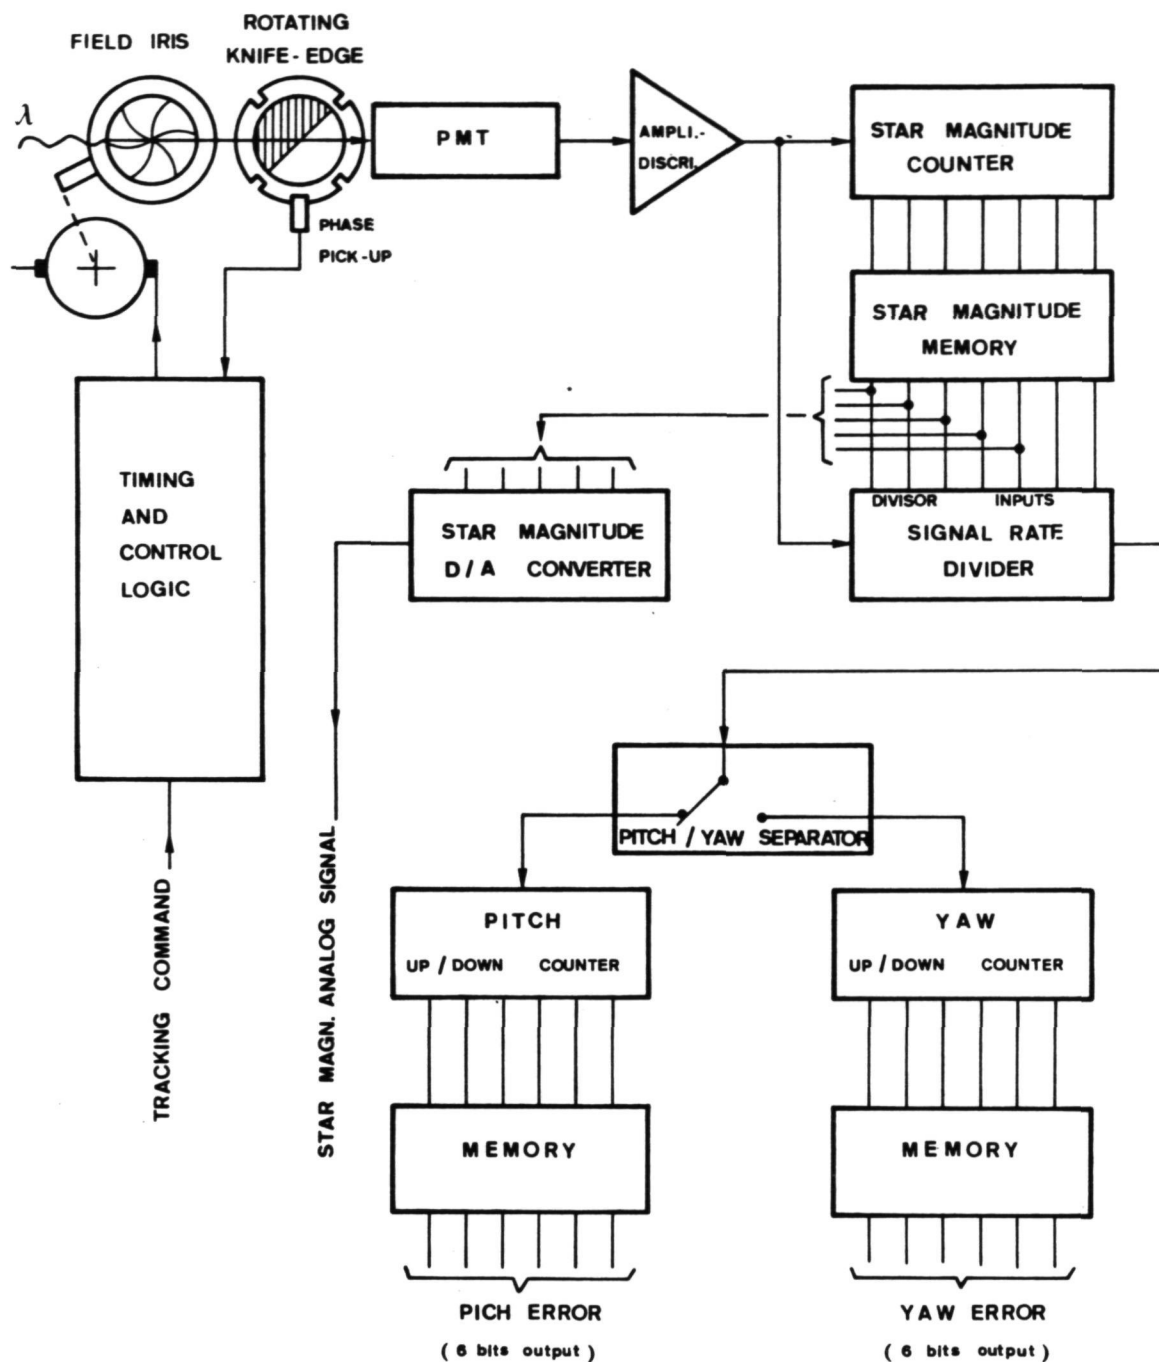 FIELD IRIS
ROTATING
KNIFE-EDGE
λ
PMT
AMPLI.-
DISCRI.
STAR MAGNITUDE
COUNTER
PHASE
PICK-UP
STAR MAGNITUDE
MEMORY
TIMING
AND
CONTROL
LOGIC
STAR MAGNITUDE
D/A CONVERTER
DIVISOR INPUTS
SIGNAL RATE
DIVIDER
PITCH / YAW SEPARATOR
TRACKING COMMAND
STAR MAGN. ANALOG SIGNAL
PITCH
UP / DOWN COUNTER
YAW
UP / DOWN COUNTER
MEMORY
MEMORY
PICH ERROR
(6 bits output)
YAW ERROR
(6 bits output)